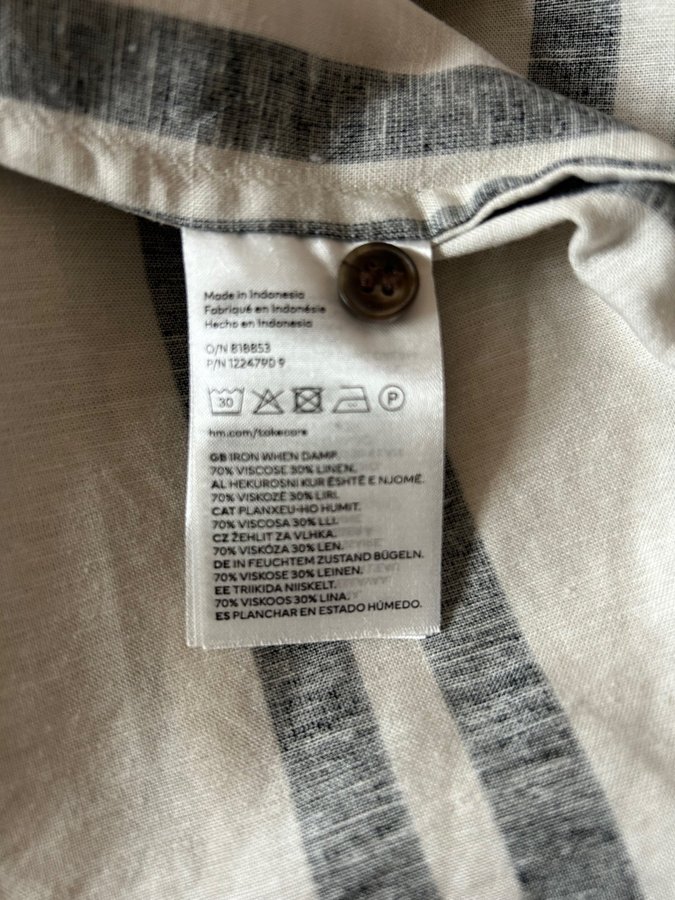 Made in Indonesia
Fabriqué en Indonésie
Hecho en Indonesia
O/N 818853
P/N 1224790 9
30 P
hm.com/takecare
GB IRON WHEN DAMP.
70% VISCOSE 30% LINEN.
AL HEKUROSNI KUR ËSHTË E NJOMË.
70% VISKOZË 30% LIRI.
CAT PLANXEU-HO HUMIT.
70% VISCOSA 30% LLI.
CZ ŽEHLIT ZA VLHKA.
70% VISKÓZA 30% LEN.
DE IN FEUCHTEM ZUSTAND BÜGELN.
70% VISKOSE 30% LEINEN.
EE TRIIKIDA NIISKELT.
70% VISKOOS 30% LINA.
ES PLANCHAR EN ESTADO HÚMEDO.